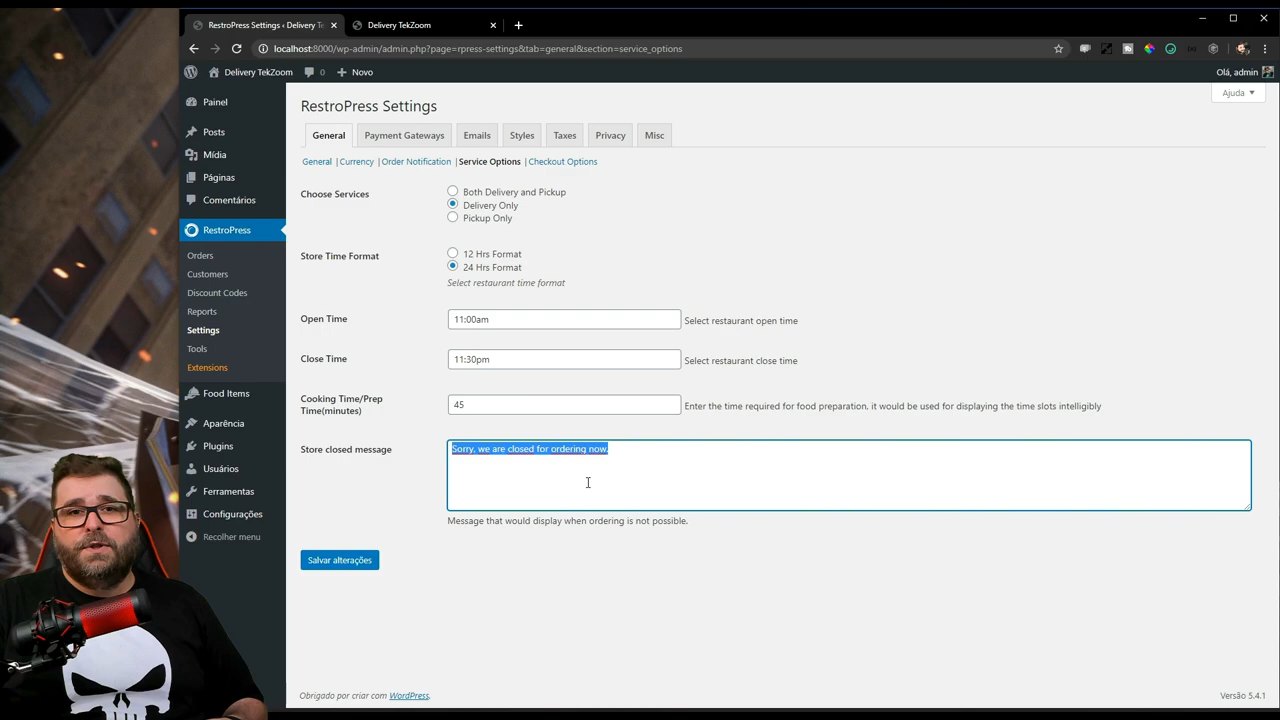 RestroPress Settings ‹ Delivery T
Delivery TekZoom
localhost:8000/wp-admin/admin.php?page=rpress-settings&tab=general&section=service_options
Delivery TekZoom
0
Novo
Olá, admin
Ajuda
Painel
Posts
Mídia
Páginas
Comentários
RestroPress
Orders
Customers
Discount Codes
Reports
Settings
Tools
Extensions
Food Items
Aparência
Plugins
Usuários
Ferramentas
Configurações
Recolher menu
RestroPress Settings
General Payment Gateways Emails Styles Taxes Privacy Misc
General | Currency | Order Notification | Service Options | Checkout Options
Choose Services
Both Delivery and Pickup
Delivery Only
Pickup Only
Store Time Format
12 Hrs Format
24 Hrs Format
Select restaurant time format
Open Time
11:00am
Select restaurant open time
Close Time
11:30pm
Select restaurant close time
Cooking Time/Prep
Time(minutes)
45
Enter the time required for food preparation, it would be used for displaying the time slots intelligibly
Store closed message
Sorry, we are closed for ordering now.
Message that would display when ordering is not possible.
Salvar alterações
Obrigado por criar com WordPress.
Versão 5.4.1